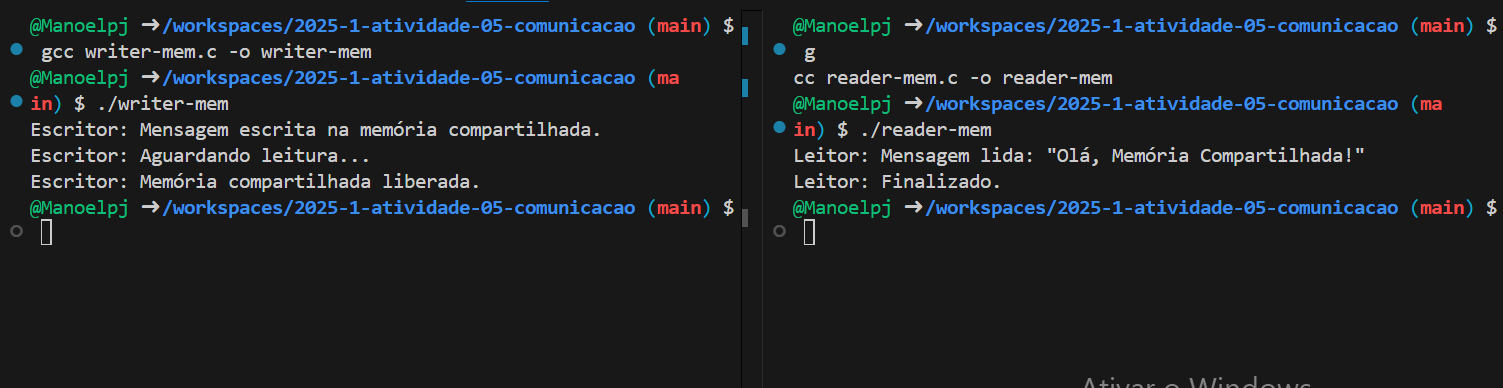 @Manoelpj ➜/workspaces/2025-1-atividade-05-comunicacao (main) $
gcc writer-mem.c -o writer-mem
@Manoelpj ➜/workspaces/2025-1-atividade-05-comunicacao (ma
in) $ ./writer-mem
Escritor: Mensagem escrita na memória compartilhada.
Escritor: Aguardando leitura...
Escritor: Memória compartilhada liberada.
@Manoelpj ➜/workspaces/2025-1-atividade-05-comunicacao (main) $
@Manoelpj ➜/workspaces/2025-1-atividade-05-comunicacao (main) $
g
cc reader-mem.c -o reader-mem
@Manoelpj ➜/workspaces/2025-1-atividade-05-comunicacao (ma
in) $ ./reader-mem
Leitor: Mensagem lida: "Olá, Memória Compartilhada!"
Leitor: Finalizado.
@Manoelpj ➜/workspaces/2025-1-atividade-05-comunicacao (main) $
Ativar o Windows